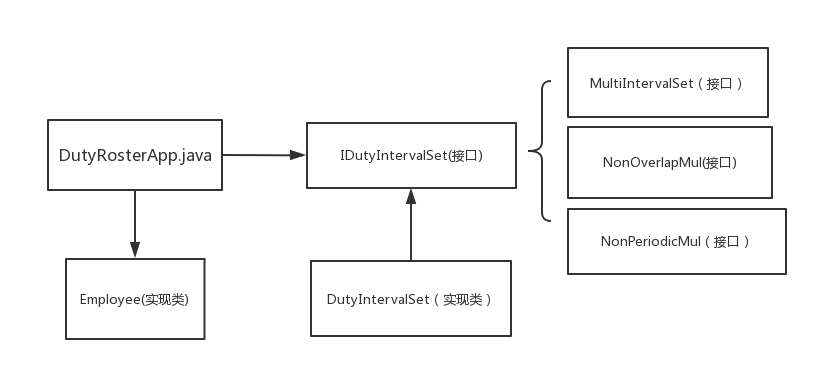 DutyRosterApp.java
IDutyIntervalSet(接口)
MultiIntervalSet（接口）
NonOverlapMul(接口)
NonPeriodicMul（接口）
Employee(实现类)
DutyIntervalSet（实现类）